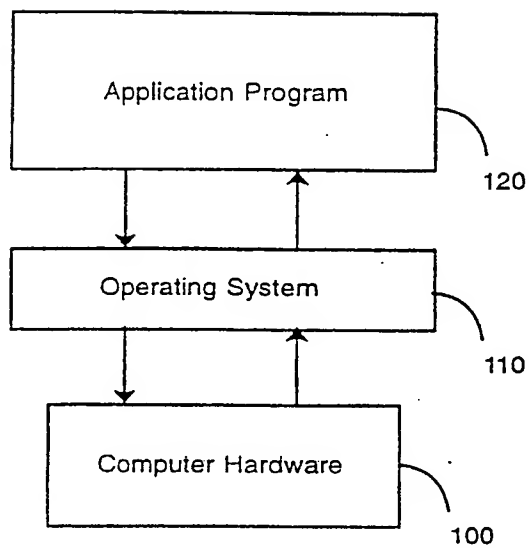 Application Program
120
Operating System
110
Computer Hardware
100